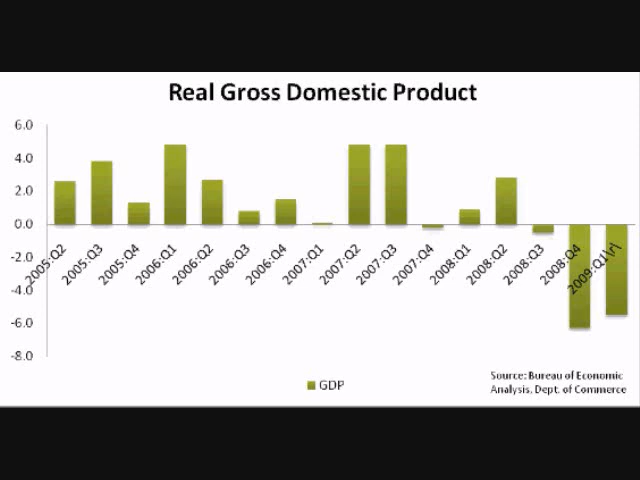 Real Gross Domestic Product
6.0
4.0
2.0
0.0
-2.0
-4.0
-6.0
-8.0
2005:Q2
2005:Q3
2005:Q4
2006:Q1
2006:Q2
2006:Q3
2006:Q4
2007:Q1
2007:Q2
2007:Q3
2007:Q4
2008:Q1
2008:Q2
2008:Q3
2008:Q4
2009:Q1\r\
GDP
Source: Bureau of Economic
Analysis, Dept. of Commerce